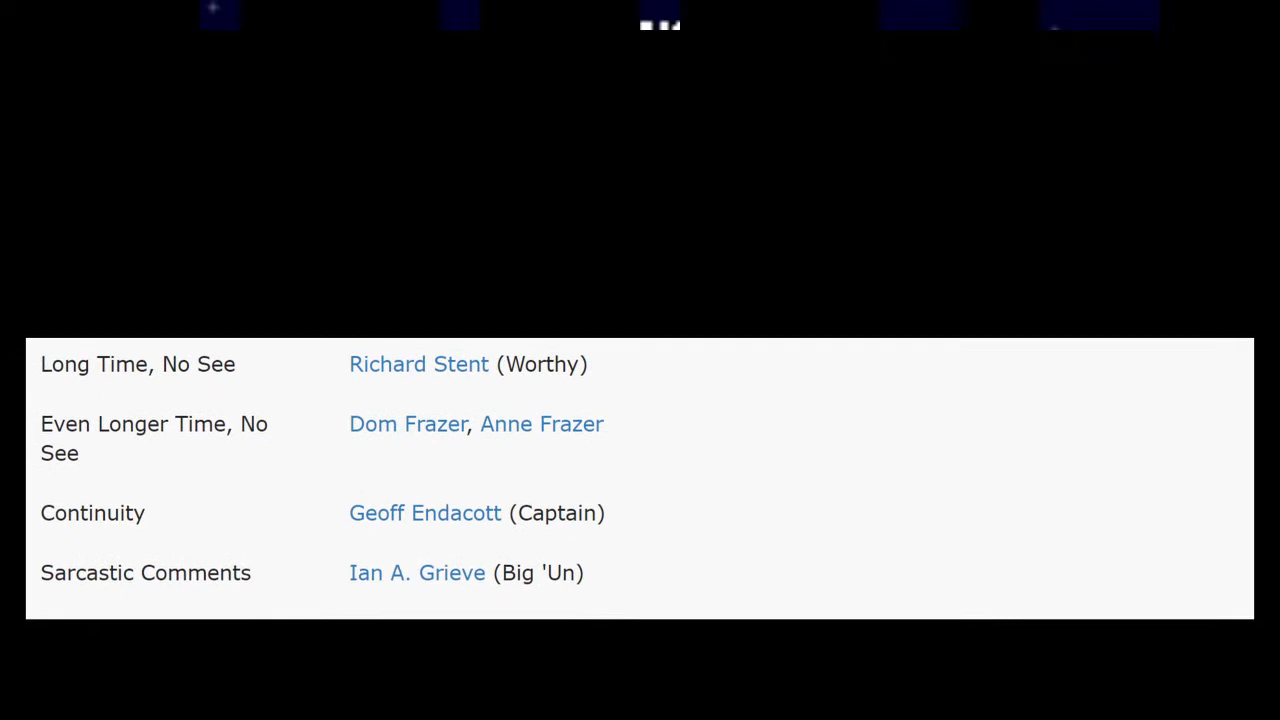 Long Time, No See Richard Stent (Worthy)
Even Longer Time, No Dom Frazer, Anne Frazer
See
Continuity Geoff Endacott (Captain)
Sarcastic Comments Ian A. Grieve (Big 'Un)